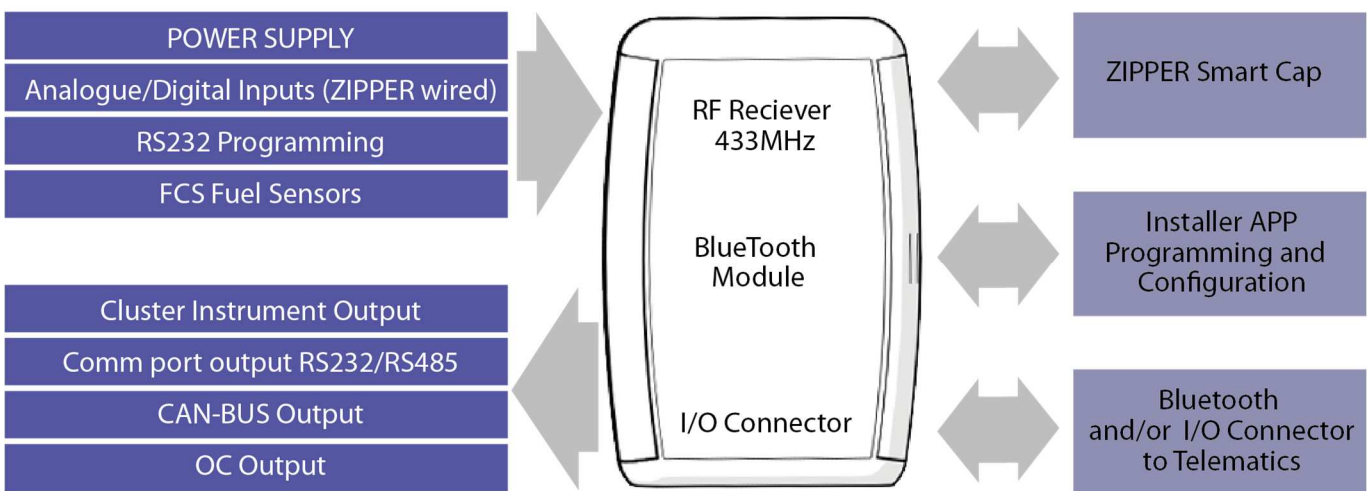 POWER SUPPLY
Analogue/Digital Inputs (ZIPPER wired)
RS232 Programming
FCS Fuel Sensors
Cluster Instrument Output
Comm port output RS232/RS485
CAN-BUS Output
OC Output
RF Reciever
433MHz
BlueTooth
Module
I/O Connector
ZIPPER Smart Cap
Installer APP
Programming and
Configuration
Bluetooth
and/or I/O Connector
to Telematics